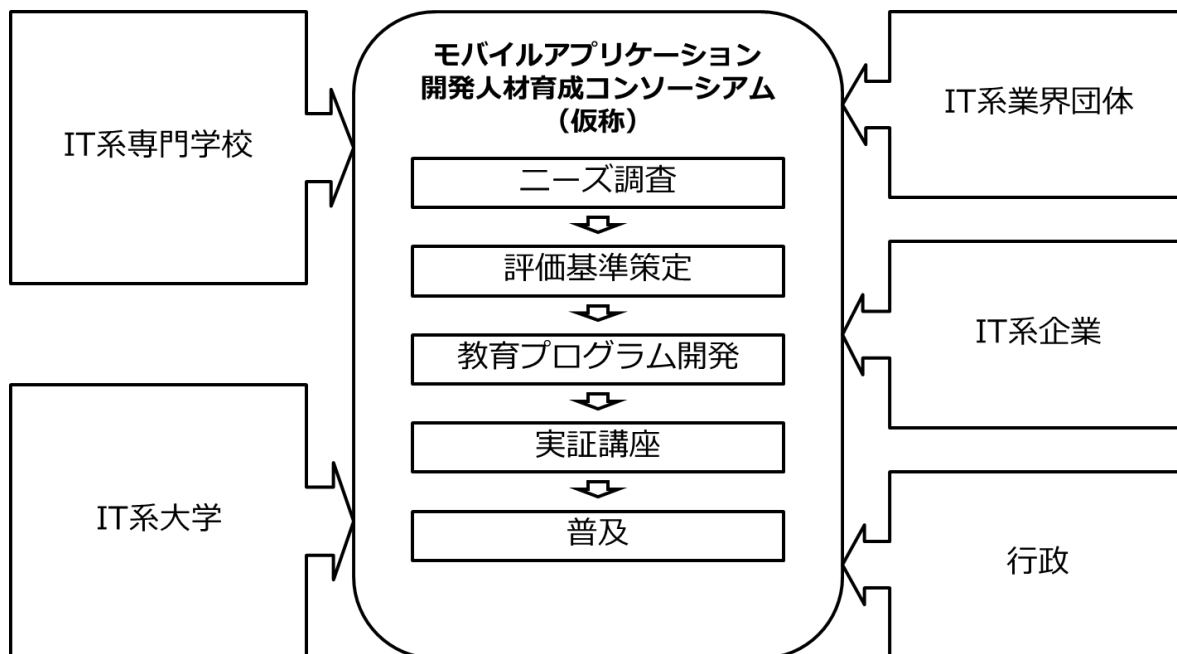 IT系専門学校
IT系大学
モバイルアプリケーション
開発人材育成コンソーシアム
（仮称）
ニーズ調査
評価基準策定
教育プログラム開発
実証講座
普及
IT系業界団体
IT系企業
行政